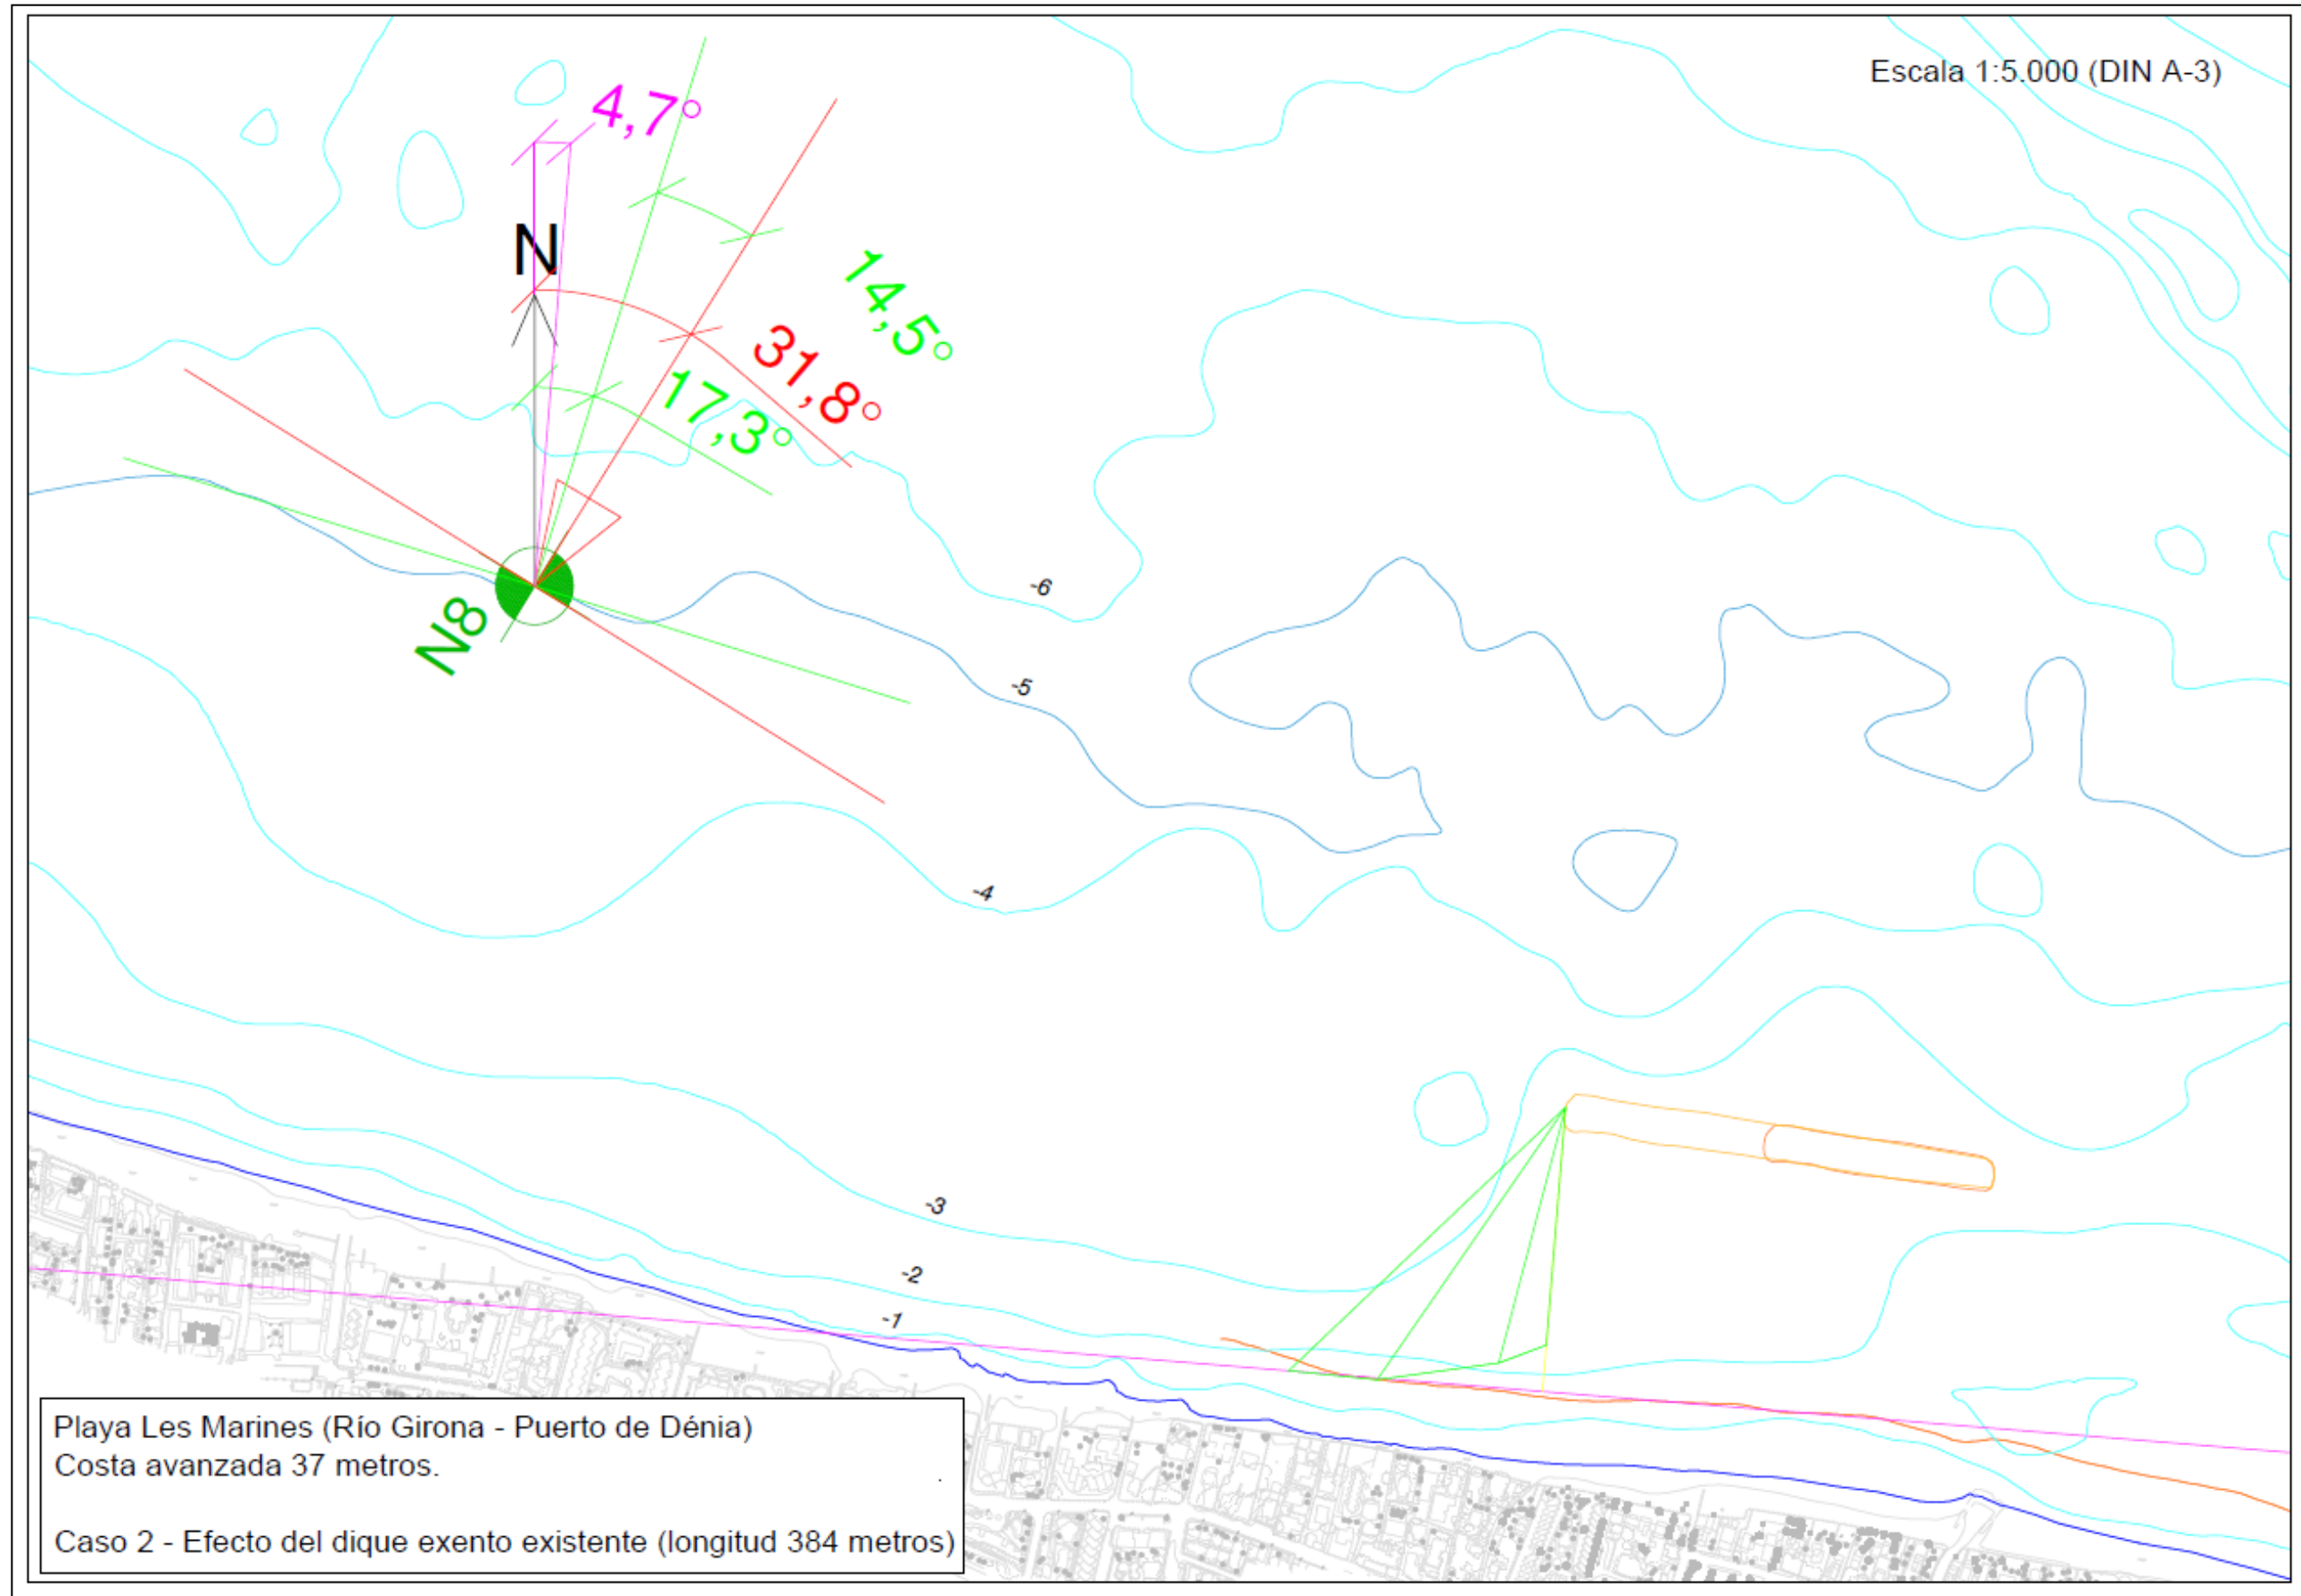 Escala 1:5.000 (DIN A-3)
4,7°
N
14,5°
31,8°
17,3°
N8
-6
-5
-4
-3
-2
-1
Playa Les Marines (Río Girona - Puerto de Dénia)
Costa avanzada 37 metros.
Caso 2 - Efecto del dique exento existente (longitud 384 metros)